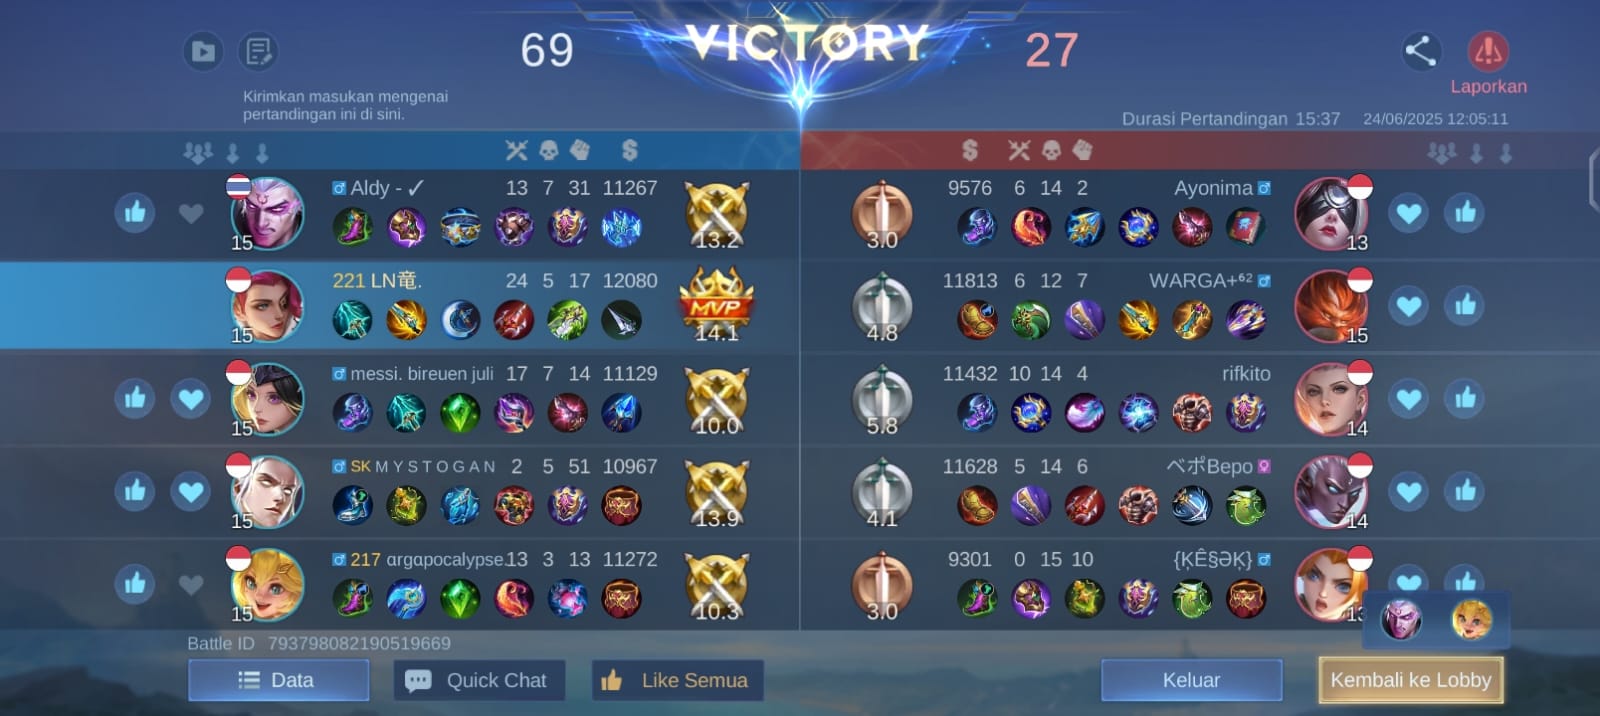 69 VICTORY 27
Laporkan
Kirimkan masukan mengenai
pertandingan ini di sini.
Durasi Pertandingan 15:37 24/06/2025 12:05:11
15 Aldy - ✓ 13 7 31 11267 13.2
3.0 9576 6 14 2 Ayonima 13
15 221 LN竜. 24 5 17 12080 MVP 14.1
4.8 11813 6 12 7 WARGA+⁶² 15
15 messi. bireuen juli 17 7 14 11129 10.0
5.8 11432 10 14 4 rifkito 14
15 SK M Y S T O G A N 2 5 51 10967 13.9
4.1 11628 5 14 6 ベポBepo 14
15 217 αrgαpocalypse. 13 3 13 11272 10.3
3.0 9301 0 15 10 {ĶÊ§ƏĶ} 13
Battle ID 793798082190519669
Data Quick Chat Like Semua Keluar Kembali ke Lobby